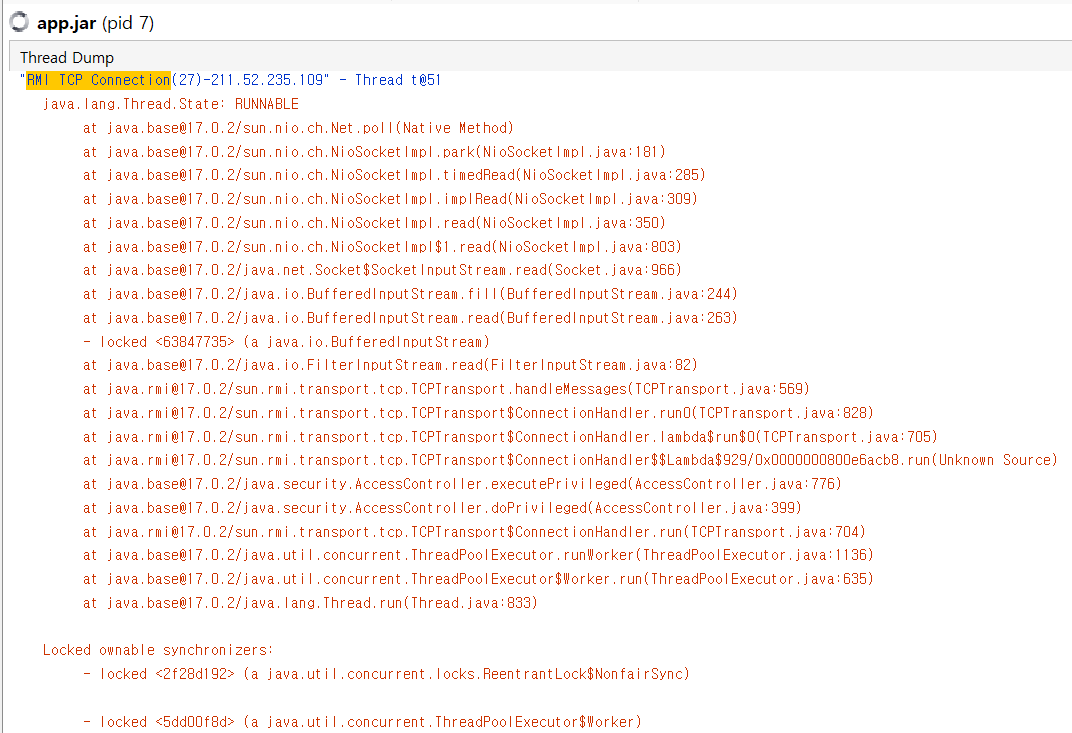 app.jar (pid 7)
Thread Dump
"RMI TCP Connection(27)-211.52.235.109" - Thread t@51
java.lang.Thread.State: RUNNABLE
at java.base@17.0.2/sun.nio.ch.Net.poll(Native Method)
at java.base@17.0.2/sun.nio.ch.NioSocketImpl.park(NioSocketImpl.java:181)
at java.base@17.0.2/sun.nio.ch.NioSocketImpl.timedRead(NioSocketImpl.java:285)
at java.base@17.0.2/sun.nio.ch.NioSocketImpl.implRead(NioSocketImpl.java:309)
at java.base@17.0.2/sun.nio.ch.NioSocketImpl.read(NioSocketImpl.java:350)
at java.base@17.0.2/sun.nio.ch.NioSocketImpl$1.read(NioSocketImpl.java:803)
at java.base@17.0.2/java.net.Socket$SocketInputStream.read(Socket.java:966)
at java.base@17.0.2/java.io.BufferedInputStream.fill(BufferedInputStream.java:244)
at java.base@17.0.2/java.io.BufferedInputStream.read(BufferedInputStream.java:263)
- locked <63847735> (a java.io.BufferedInputStream)
at java.base@17.0.2/java.io.FilterInputStream.read(FilterInputStream.java:82)
at java.rmi@17.0.2/sun.rmi.transport.tcp.TCPTransport.handleMessages(TCPTransport.java:569)
at java.rmi@17.0.2/sun.rmi.transport.tcp.TCPTransport$ConnectionHandler.run0(TCPTransport.java:828)
at java.rmi@17.0.2/sun.rmi.transport.tcp.TCPTransport$ConnectionHandler.lambda$run$0(TCPTransport.java:705)
at java.rmi@17.0.2/sun.rmi.transport.tcp.TCPTransport$ConnectionHandler$$Lambda$929/0x0000000800e6acb8.run(Unknown Source)
at java.base@17.0.2/java.security.AccessController.executePrivileged(AccessController.java:776)
at java.base@17.0.2/java.security.AccessController.doPrivileged(AccessController.java:399)
at java.rmi@17.0.2/sun.rmi.transport.tcp.TCPTransport$ConnectionHandler.run(TCPTransport.java:704)
at java.base@17.0.2/java.util.concurrent.ThreadPoolExecutor.runWorker(ThreadPoolExecutor.java:1136)
at java.base@17.0.2/java.util.concurrent.ThreadPoolExecutor$Worker.run(ThreadPoolExecutor.java:635)
at java.base@17.0.2/java.lang.Thread.run(Thread.java:833)
Locked ownable synchronizers:
- locked <2f28d192> (a java.util.concurrent.locks.ReentrantLock$NonfairSync)
- locked <5dd00f8d> (a java.util.concurrent.ThreadPoolExecutor$Worker)